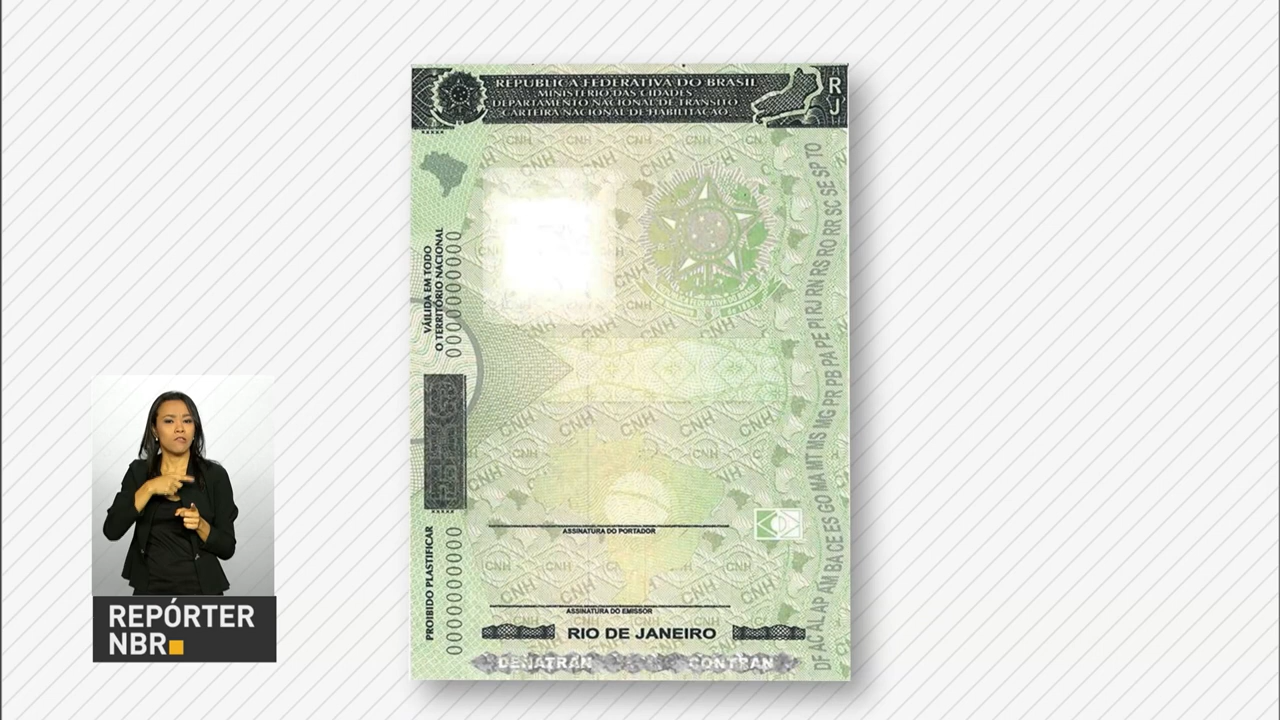 REPÚBLICA FEDERATIVA DO BRASIL
MINISTÉRIO DAS CIDADES
DEPARTAMENTO NACIONAL DE TRÂNSITO
CARTEIRA NACIONAL DE HABILITAÇÃO
RJ
VÁILIDA EM TODO
O TERRITÓRIO NACIONAL
0000000000
PROIBIDO PLASTIFICAR
0000000000
CNH
DF AC AL AP AM BA CE ES GO MA MT MS MG PR PB PA PE PI RJ RN RS RO RR SC SE SP TO
ASSINATURA DO PORTADOR
ASSINATURA DO EMISSOR
RIO DE JANEIRO
DENATRAN CONTRAN
REPÓRTER
NBR